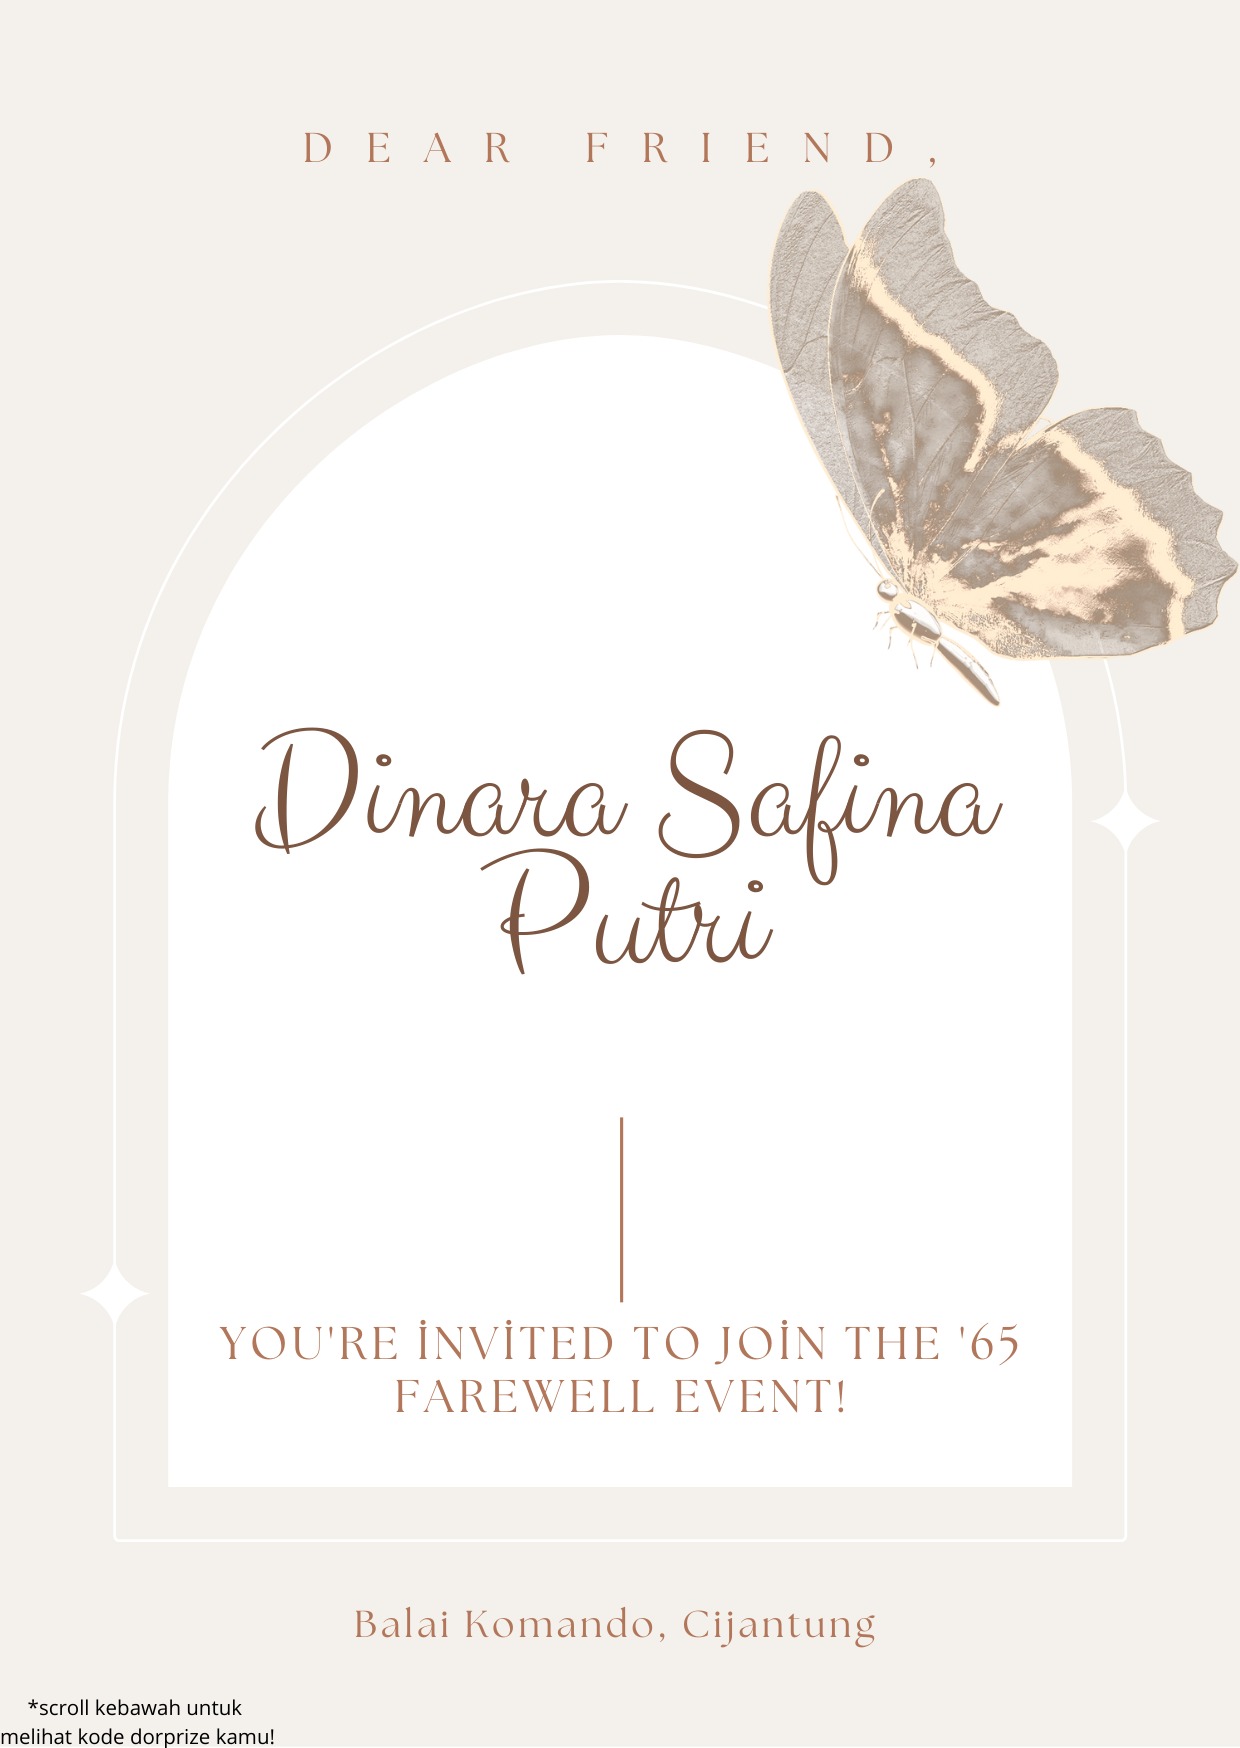 DEAR FRIEND,
Dinara Safina
Putri
YOU'RE İNVİTED TO JOİN THE '65
FAREWELL EVENT!
Balai Komando, Cijantung
*scroll kebawah untuk
melihat kode dorprize kamu!